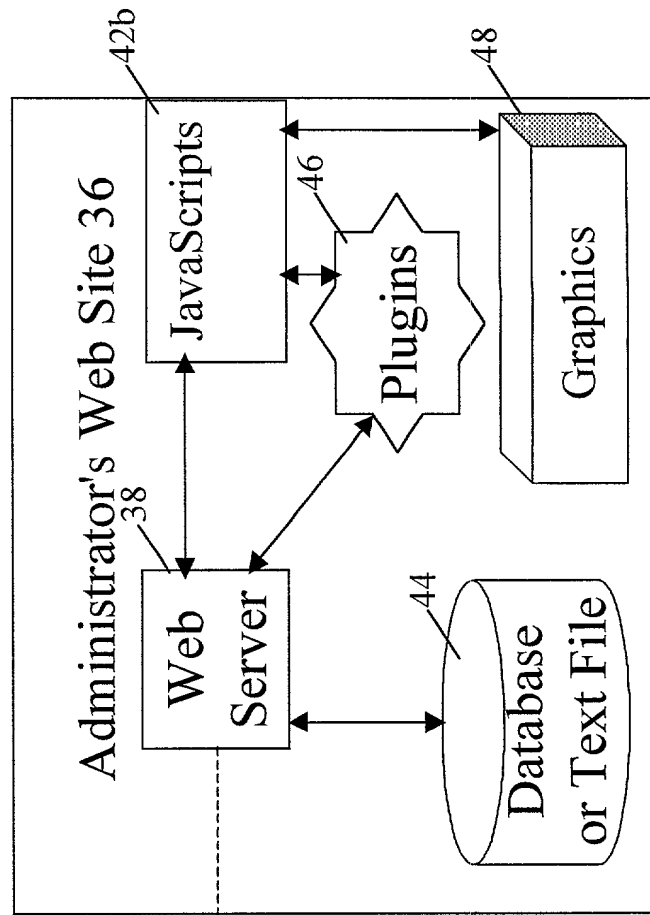 Administrator's Web Site 36
38
Web
Server
42b
JavaScripts
46
Plugins
44
Database
or Text File
48
Graphics